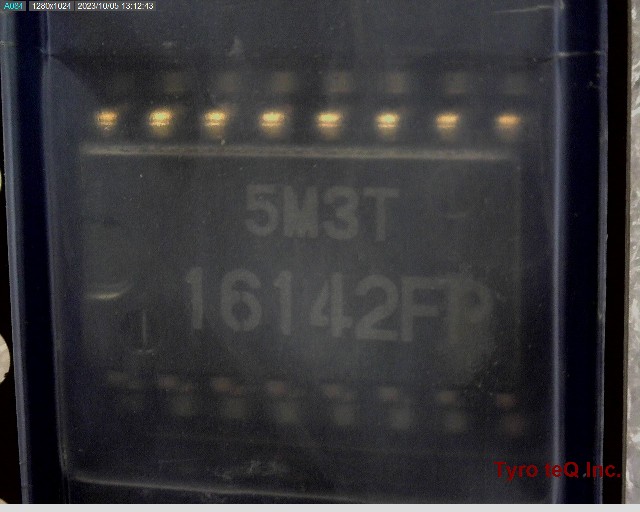 A084 1280x1024 2023/10/05 13:12:43
5M3T
16142FP
Tyro teQ Inc.